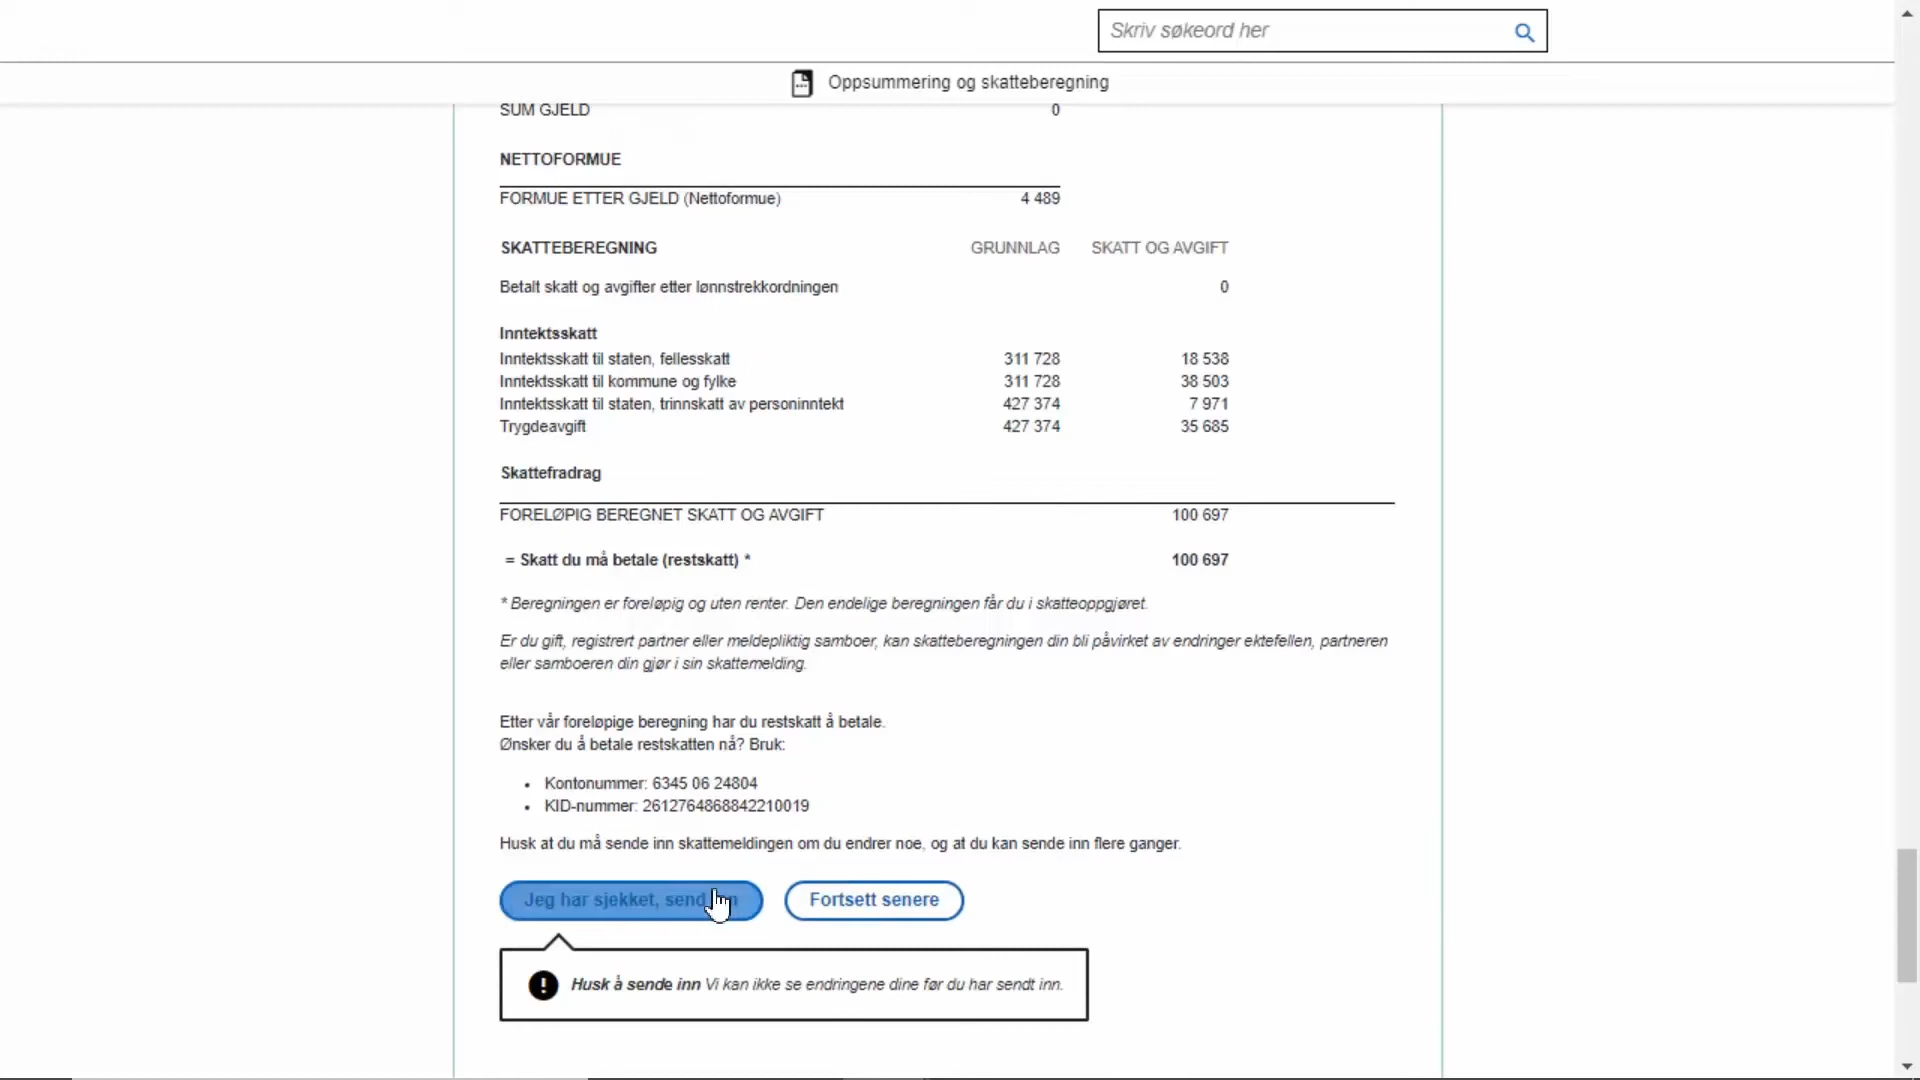 Skriv søkeord her
Oppsummering og skatteberegning
SUM GJELD 0
NETTOFORMUE
FORMUE ETTER GJELD (Nettoformue) 4 489
SKATTEBEREGNING GRUNNLAG SKATT OG AVGIFT
Betalt skatt og avgifter etter lønnstrekkordningen 0
Inntektsskatt
Inntektsskatt til staten, fellesskatt 311 728 18 538
Inntektsskatt til kommune og fylke 311 728 38 503
Inntektsskatt til staten, trinnskatt av personinntekt 427 374 7 971
Trygdeavgift 427 374 35 685
Skattefradrag
FORELØPIG BEREGNET SKATT OG AVGIFT 100 697
= Skatt du må betale (restskatt) * 100 697
* Beregningen er foreløpig og uten renter. Den endelige beregningen får du i skatteoppgjøret.
Er du gift, registrert partner eller meldepliktig samboer, kan skatteberegningen din bli påvirket av endringer ektefellen, partneren
eller samboeren din gjør i sin skattemelding.
Etter vår foreløpige beregning har du restskatt å betale.
Ønsker du å betale restskatten nå? Bruk:
• Kontonummer: 6345 06 24804
• KID-nummer: 2612764868842210019
Husk at du må sende inn skattemeldingen om du endrer noe, og at du kan sende inn flere ganger.
Jeg har sjekket, send Fortsett senere
Husk å sende inn Vi kan ikke se endringene dine før du har sendt inn.